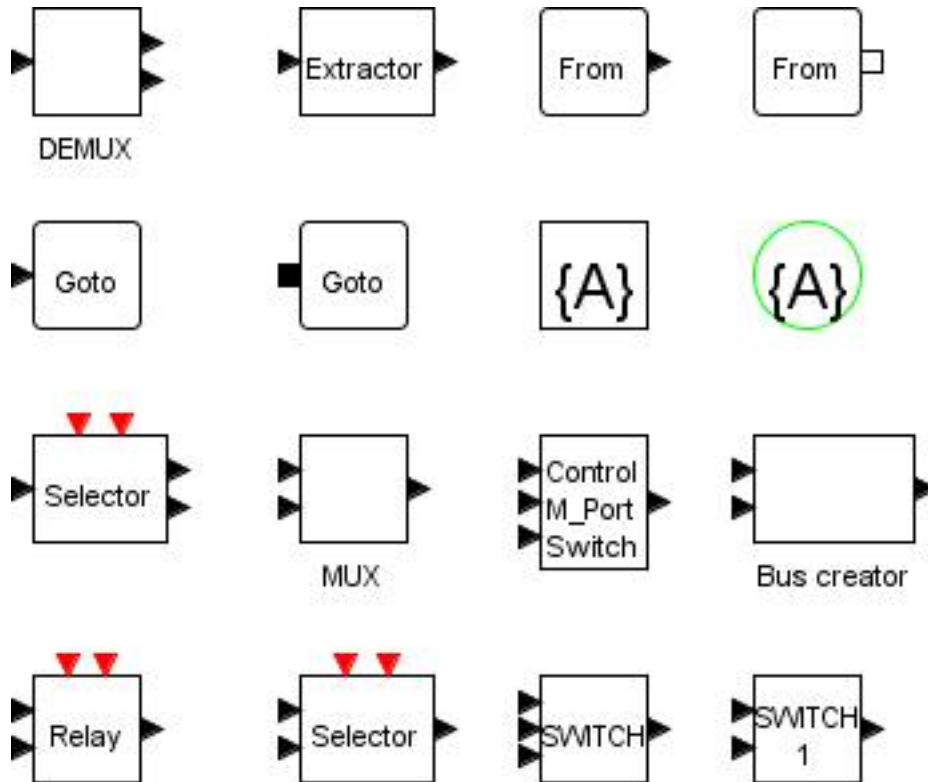 DEMUX
Extractor
From
From
Goto
Goto
{A}
{A}
Selector
MUX
Control
M_Port
Switch
Bus creator
Relay
Selector
SWITCH
SWITCH
1